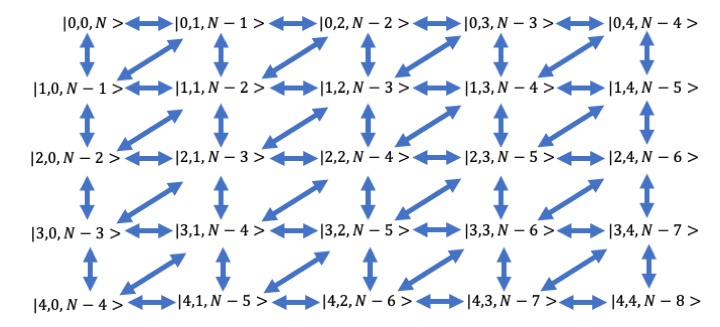 |0,0, N > |0,1, N − 1 > |0,2, N − 2 > |0,3, N − 3 > |0,4, N − 4 >
|1,0, N − 1 > |1,1, N − 2 > |1,2, N − 3 > |1,3, N − 4 > |1,4, N − 5 >
|2,0, N − 2 > |2,1, N − 3 > |2,2, N − 4 > |2,3, N − 5 > |2,4, N − 6 >
|3,0, N − 3 > |3,1, N − 4 > |3,2, N − 5 > |3,3, N − 6 > |3,4, N − 7 >
|4,0, N − 4 > |4,1, N − 5 > |4,2, N − 6 > |4,3, N − 7 > |4,4, N − 8 >